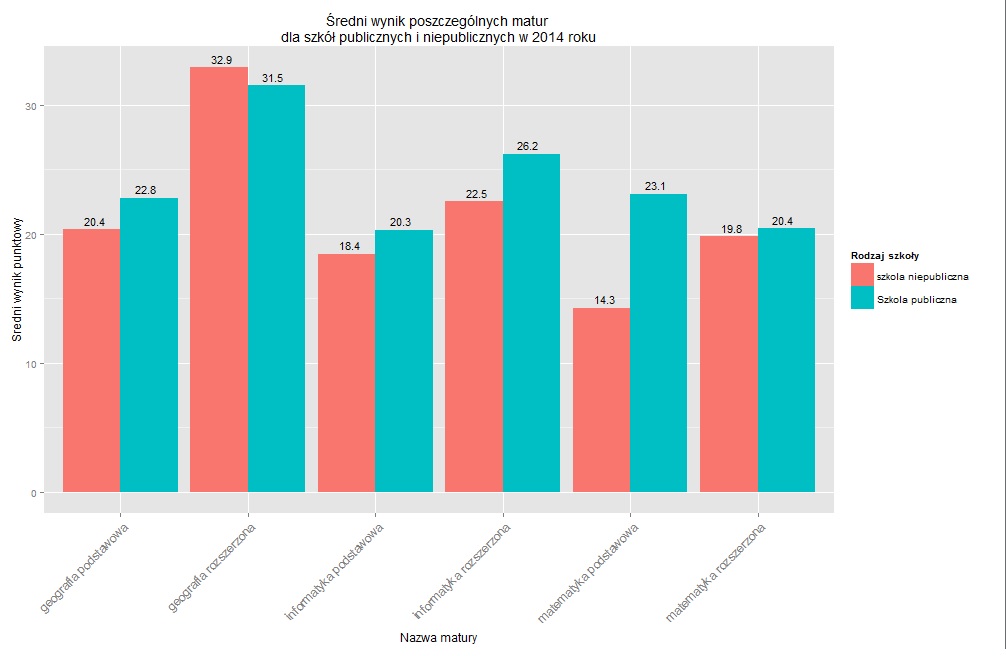 Średni wynik poszczególnych matur
dla szkół publicznych i niepublicznych w 2014 roku
Średni wynik punktowy
30
20
10
0
20.4
22.8
32.9
31.5
18.4
20.3
22.5
26.2
14.3
23.1
19.8
20.4
geografia podstawowa
geografia rozszerzona
informatyka podstawowa
informatyka rozszerzona
matematyka podstawowa
matematyka rozszerzona
Nazwa matury
Rodzaj szkoły
szkola niepubliczna
Szkola publiczna